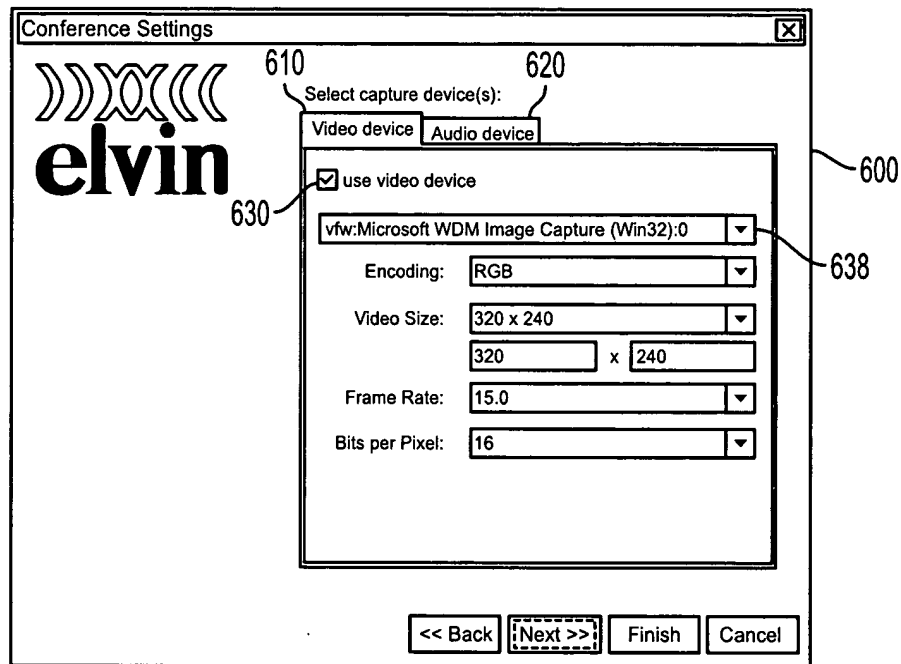 Conference Settings
elvin
610
620
Select capture device(s):
Video device
Audio device
600
630
use video device
vfw:Microsoft WDM Image Capture (Win32):0
638
Encoding:
RGB
Video Size:
320 x 240
320 x 240
Frame Rate:
15.0
Bits per Pixel:
16
<< Back
Next >>
Finish
Cancel